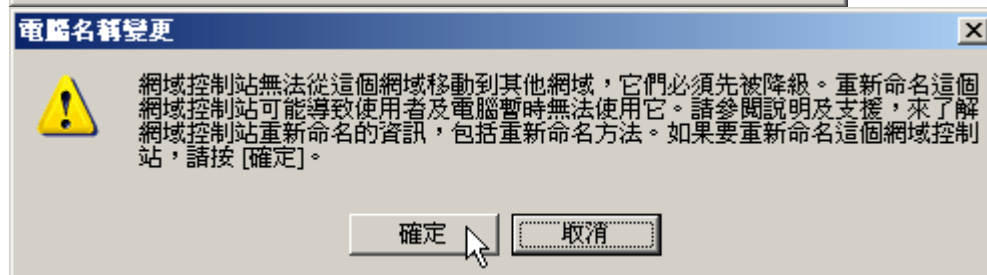 電腦名稱變更
網域控制站無法從這個網域移動到其他網域，它們必須先被降級。重新命名這個
網域控制站可能導致使用者及電腦暫時無法使用它。請參閱說明及支援，來了解
網域控制站重新命名的資訊，包括重新命名方法。如果要重新命名這個網域控制
站，請按 [確定]。
確定
取消